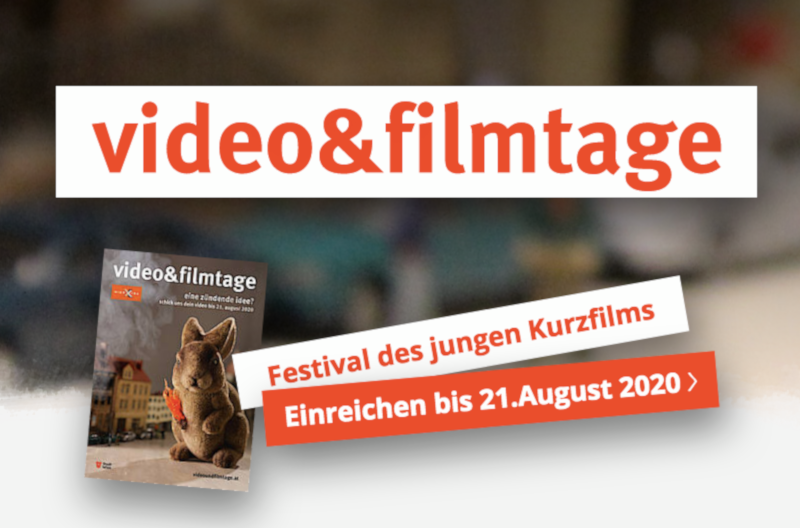 video&filmtage
video&filmtage
eine zündende idee?
schick uns dein video bis 21. august 2020
Festival des jungen Kurzfilms
Einreichen bis 21.August 2020 >
videoundfilmtage.at